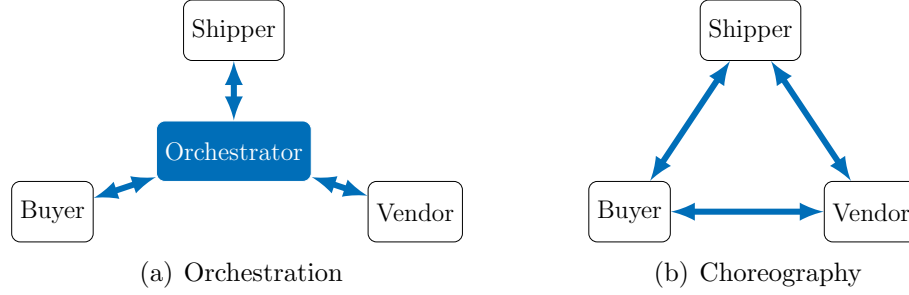 Shipper
Orchestrator
Buyer
Vendor
(a) Orchestration
Shipper
Buyer
Vendor
(b) Choreography